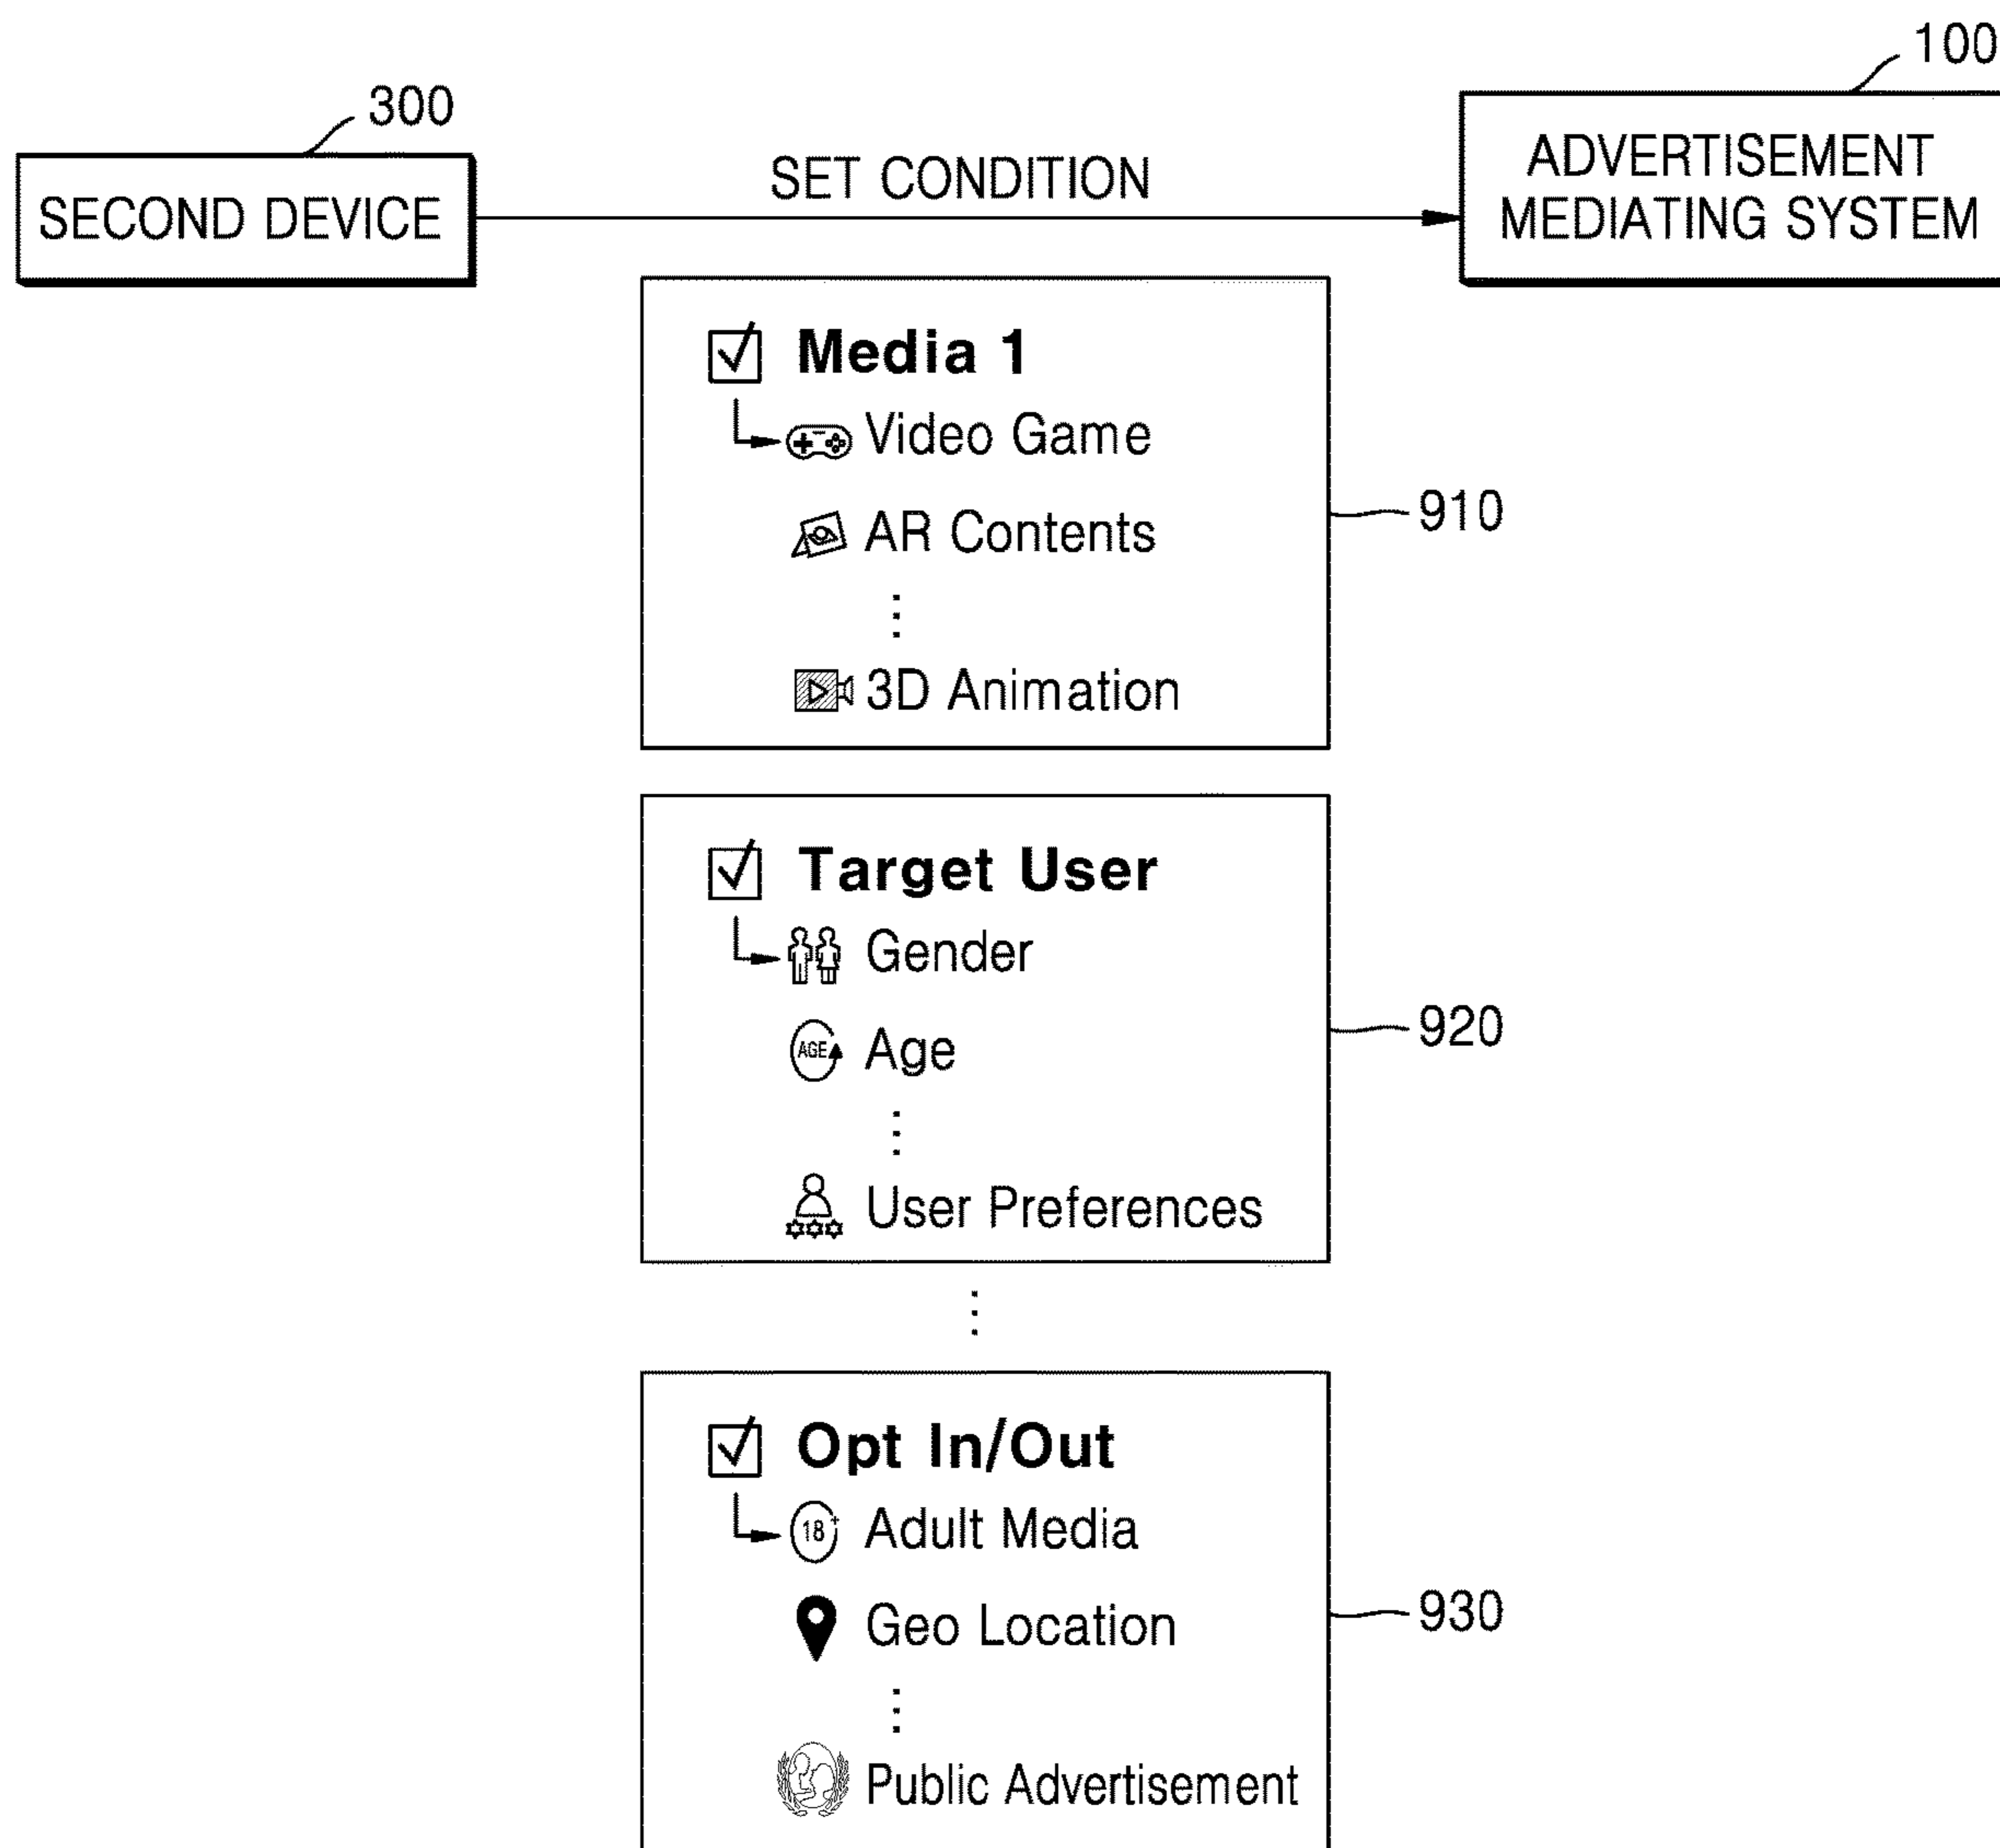 100
300
SECOND DEVICE
SET CONDITION
ADVERTISEMENT
MEDIATING SYSTEM
Media 1
Video Game
AR Contents
3D Animation
910
Target User
Gender
AGE Age
User Preferences
920
Opt In/Out
18+ Adult Media
Geo Location
Public Advertisement
930